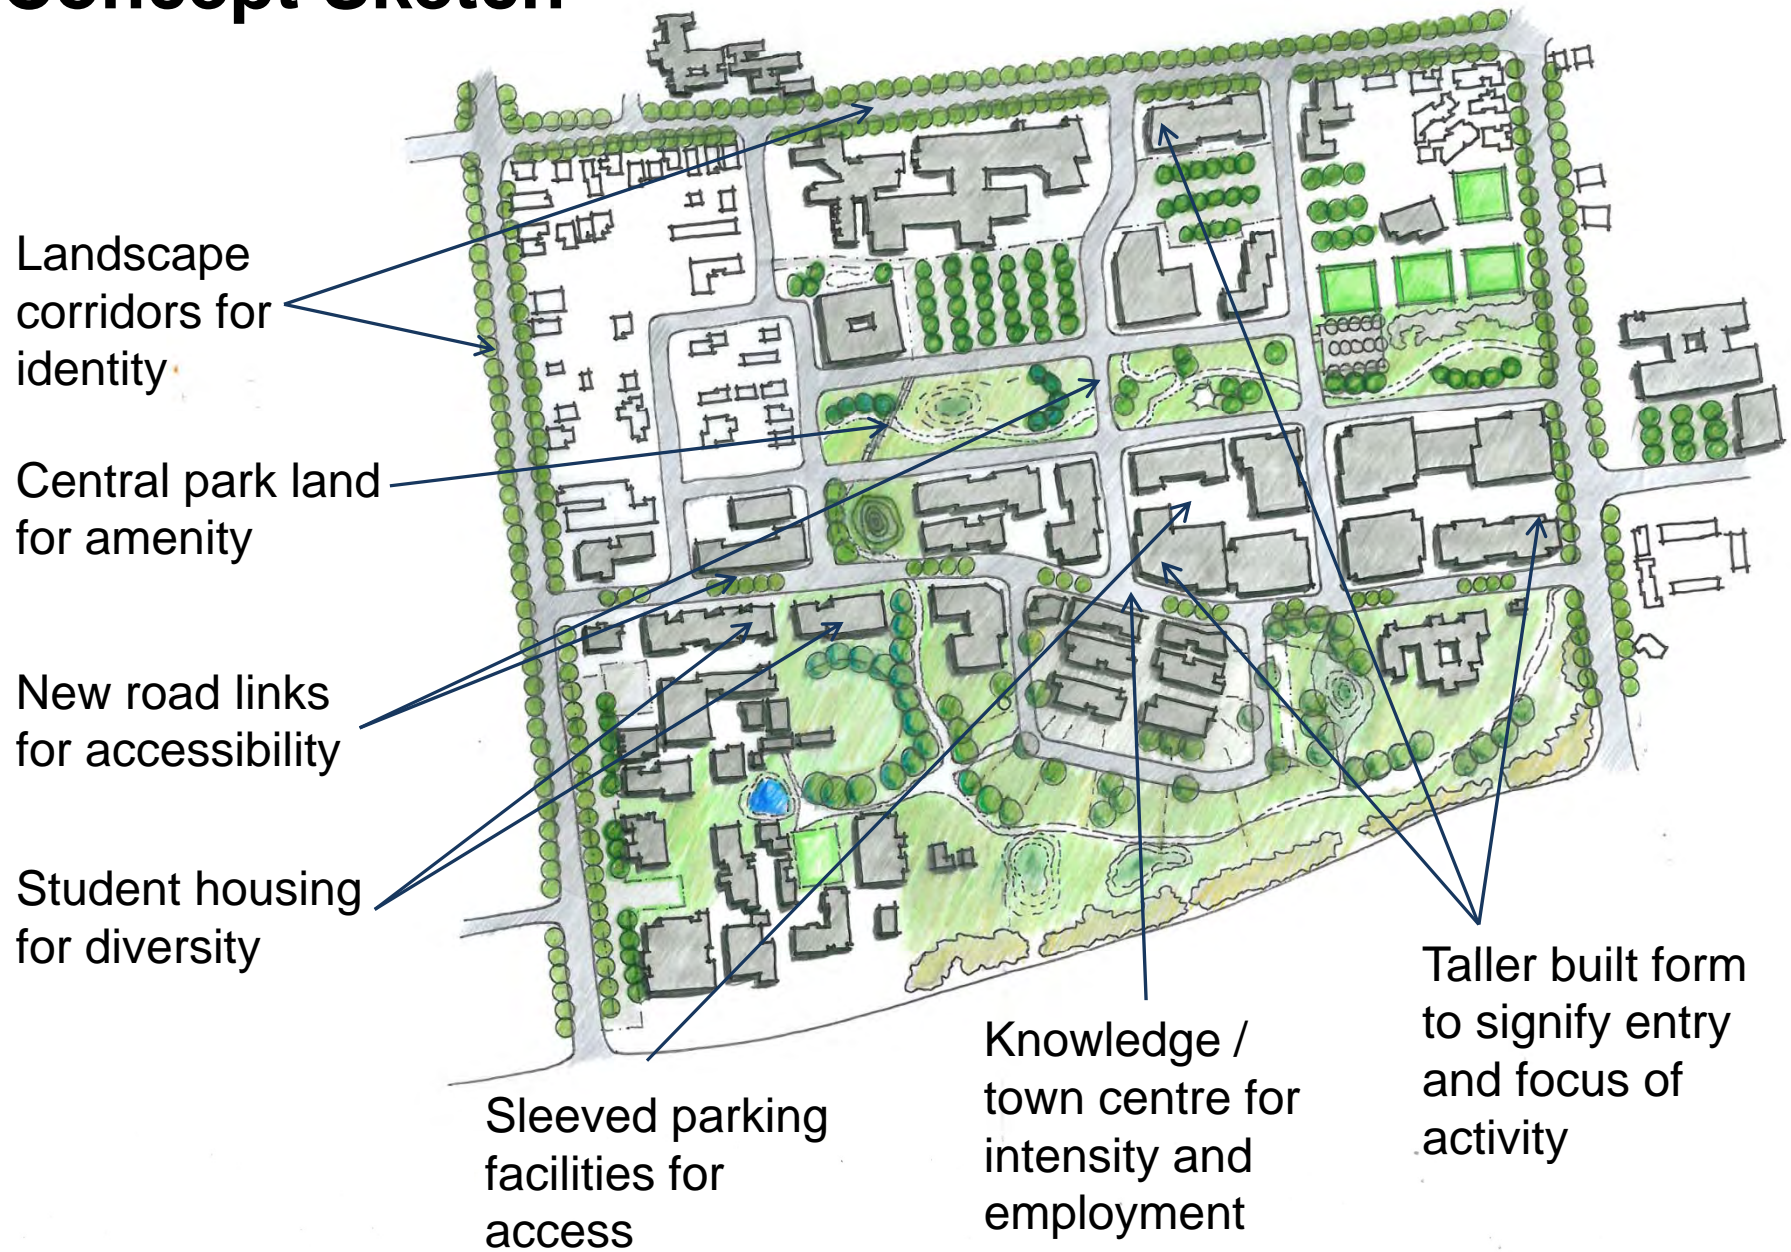 Concept Sketch
Landscape
corridors for
identity
Central park land
for amenity
New road links
for accessibility
Student housing
for diversity
Sleeved parking
facilities for
access
Knowledge /
town centre for
intensity and
employment
Taller built form
to signify entry
and focus of
activity